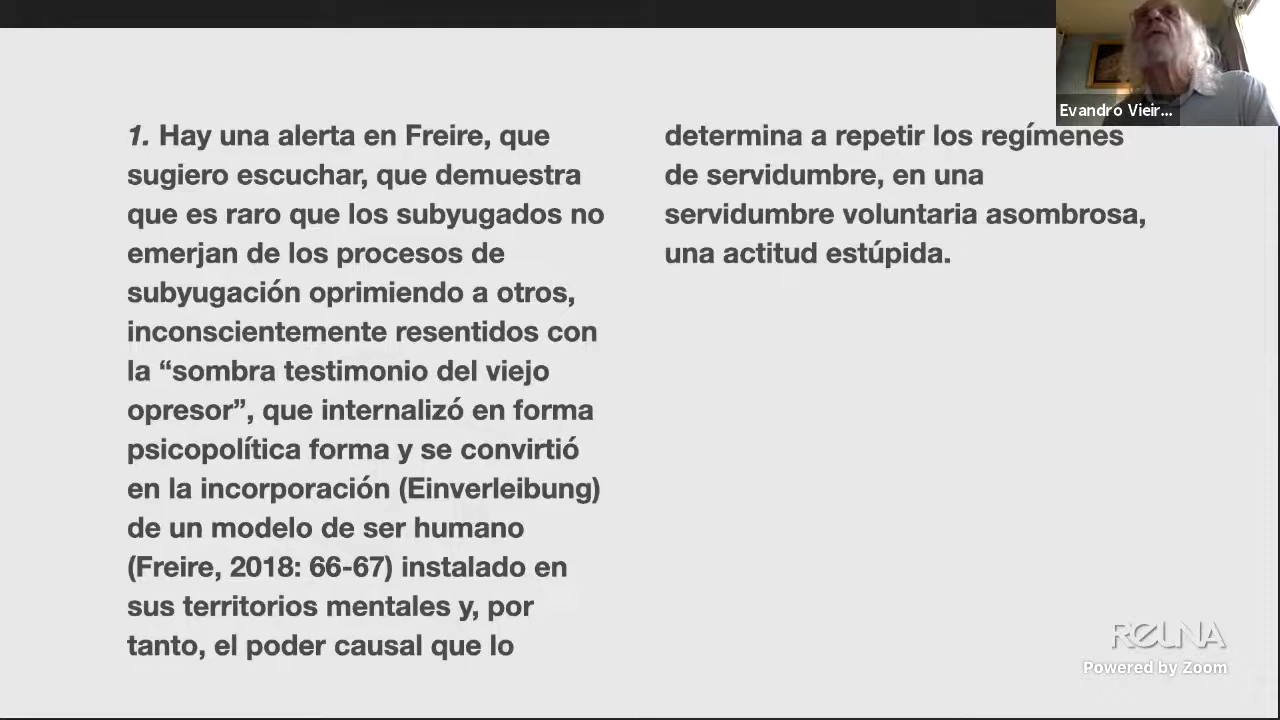 1. Hay una alerta en Freire, que
sugiero escuchar, que demuestra
que es raro que los subyugados no
emerjan de los procesos de
subyugación oprimiendo a otros,
inconscientemente resentidos con
la “sombra testimonio del viejo
opresor”, que internalizó en forma
psicopolítica forma y se convirtió
en la incorporación (Einverleibung)
de un modelo de ser humano
(Freire, 2018: 66-67) instalado en
sus territorios mentales y, por
tanto, el poder causal que lo
determina a repetir los regímenes
de servidumbre, en una
servidumbre voluntaria asombrosa,
una actitud estúpida.
Evandro Vieir...
REUNA
Powered by Zoom